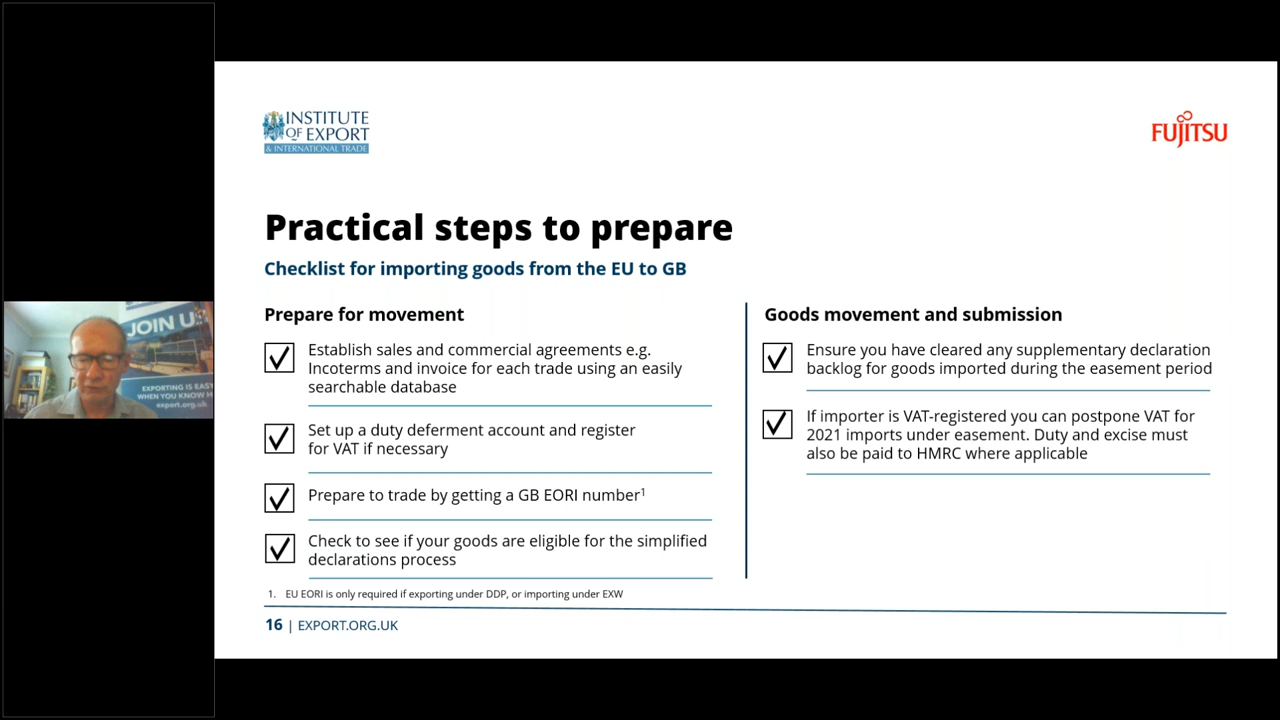 INSTITUTE
OF EXPORT
& INTERNATIONAL TRADE
FUJITSU
Practical steps to prepare
Checklist for importing goods from the EU to GB
Prepare for movement
Establish sales and commercial agreements e.g.
Incoterms and invoice for each trade using an easily
searchable database
Set up a duty deferment account and register
for VAT if necessary
Prepare to trade by getting a GB EORI number¹
Check to see if your goods are eligible for the simplified
declarations process
Goods movement and submission
Ensure you have cleared any supplementary declaration
backlog for goods imported during the easement period
If importer is VAT-registered you can postpone VAT for
2021 imports under easement. Duty and excise must
also be paid to HMRC where applicable
1. EU EORI is only required if exporting under DDP, or importing under EXW
16 | EXPORT.ORG.UK
JOIN U
EXPORTING IS EASY
WHEN YOU KNOW H
export.org.uk